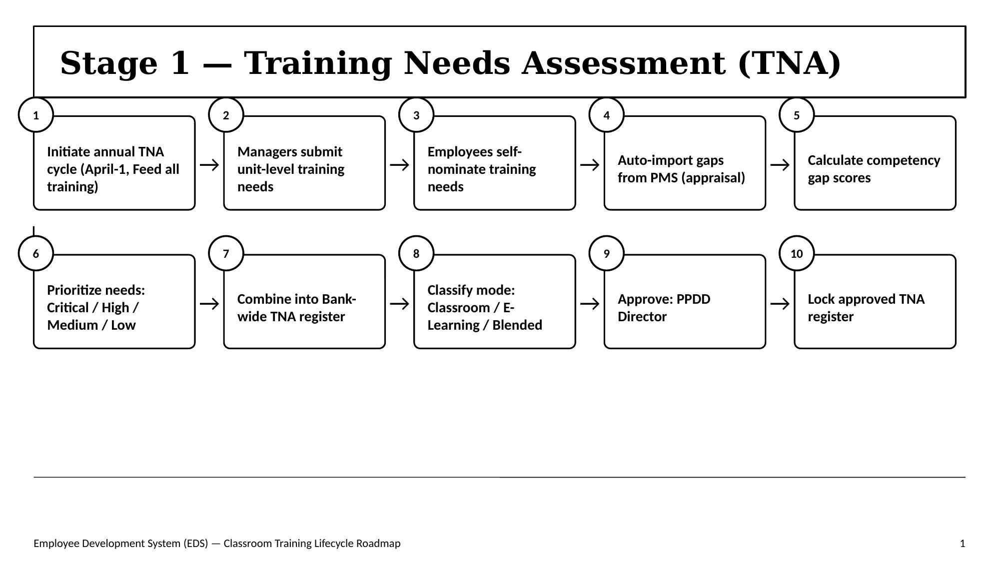 Stage 1 — Training Needs Assessment (TNA)
1
2
3
4
5
Initiate annual TNA
cycle (April-1, Feed all
training)
→
Managers submit
unit-level training
needs
→
Employees self-
nominate training
needs
→
Auto-import gaps
from PMS (appraisal)
→
Calculate competency
gap scores
6
7
8
9
10
Prioritize needs:
Critical / High /
Medium / Low
→
Combine into Bank-
wide TNA register
→
Classify mode:
Classroom / E-
Learning / Blended
→
Approve: PPDD
Director
→
Lock approved TNA
register
Employee Development System (EDS) — Classroom Training Lifecycle Roadmap
1